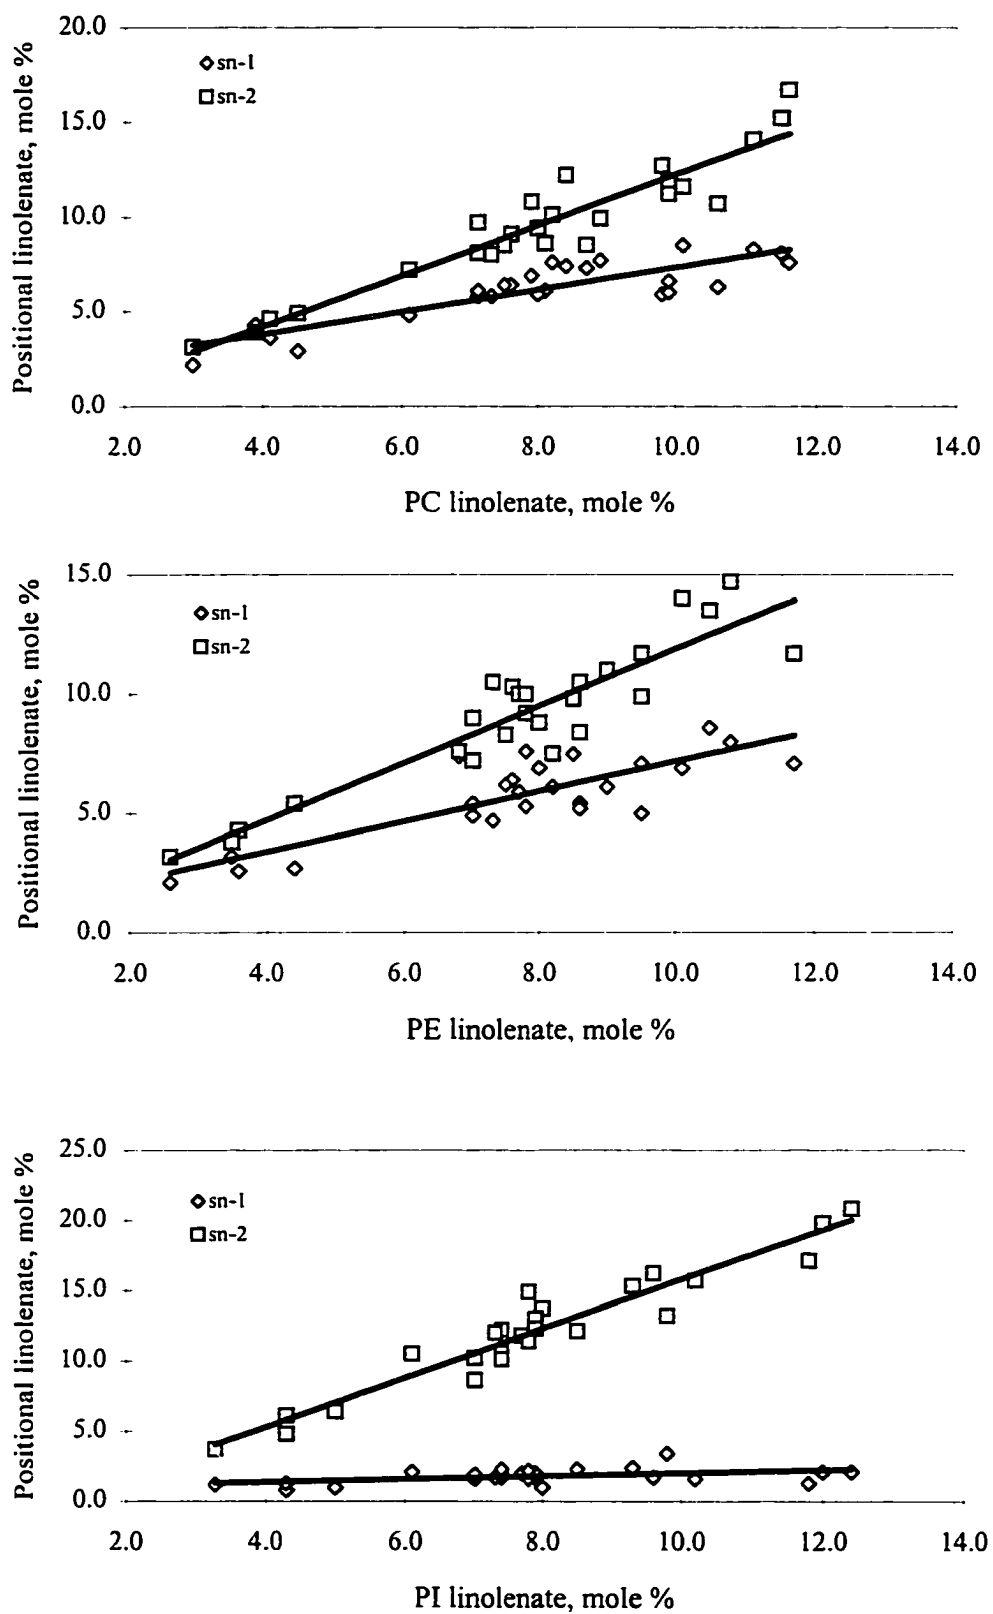 20.0
sn-1
sn-2
15.0
10.0
5.0
0.0
Positional linolenate, mole %
2.0 4.0 6.0 8.0 10.0 12.0 14.0
PC linolenate, mole %
15.0
sn-1
sn-2
10.0
5.0
0.0
Positional linolenate, mole %
2.0 4.0 6.0 8.0 10.0 12.0 14.0
PE linolenate, mole %
25.0
sn-1
sn-2
20.0
15.0
10.0
5.0
0.0
Positional linolenate, mole %
2.0 4.0 6.0 8.0 10.0 12.0 14.0
PI linolenate, mole %